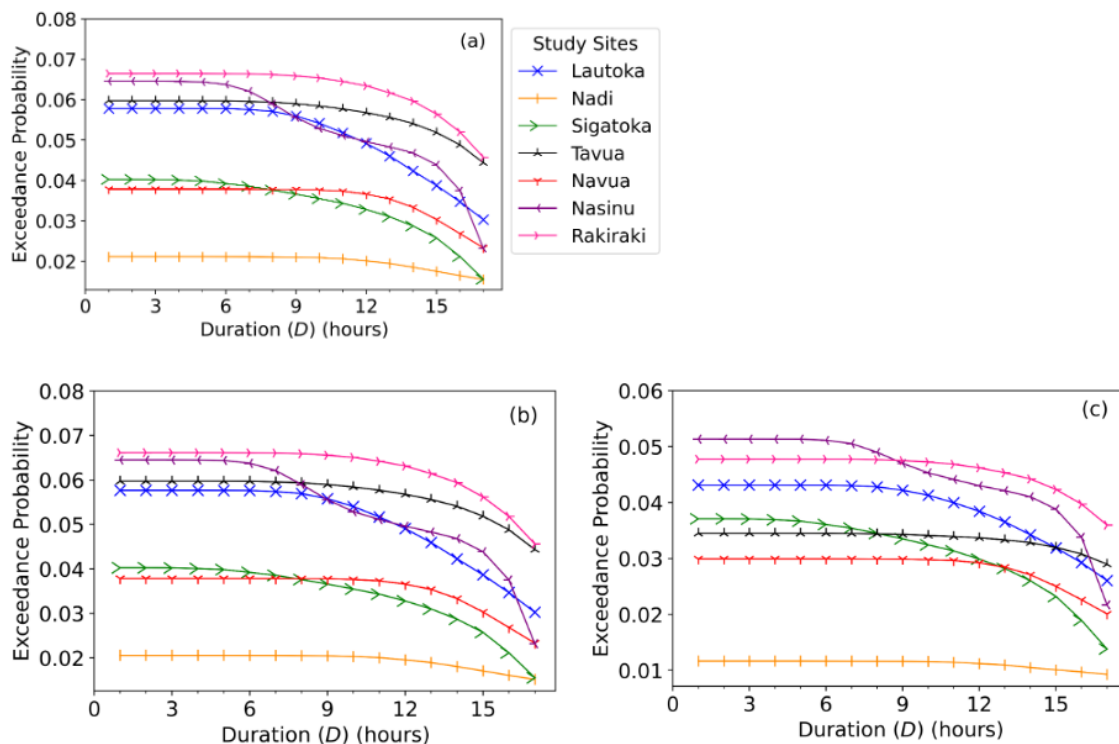 0.08
0.07
0.06
0.05
0.04
0.03
0.02
Exceedance Probability
(a)
0 3 6 9 12 15
Duration (D) (hours)
Study Sites
Lautoka
Nadi
Sigatoka
Tavua
Navua
Nasinu
Rakiraki
0.08
0.07
0.06
0.05
0.04
0.03
0.02
Exceedance Probability
(b)
0 3 6 9 12 15
Duration (D) (hours)
0.06
0.05
0.04
0.03
0.02
0.01
Exceedance Probability
(c)
0 3 6 9 12 15
Duration (D) (hours)